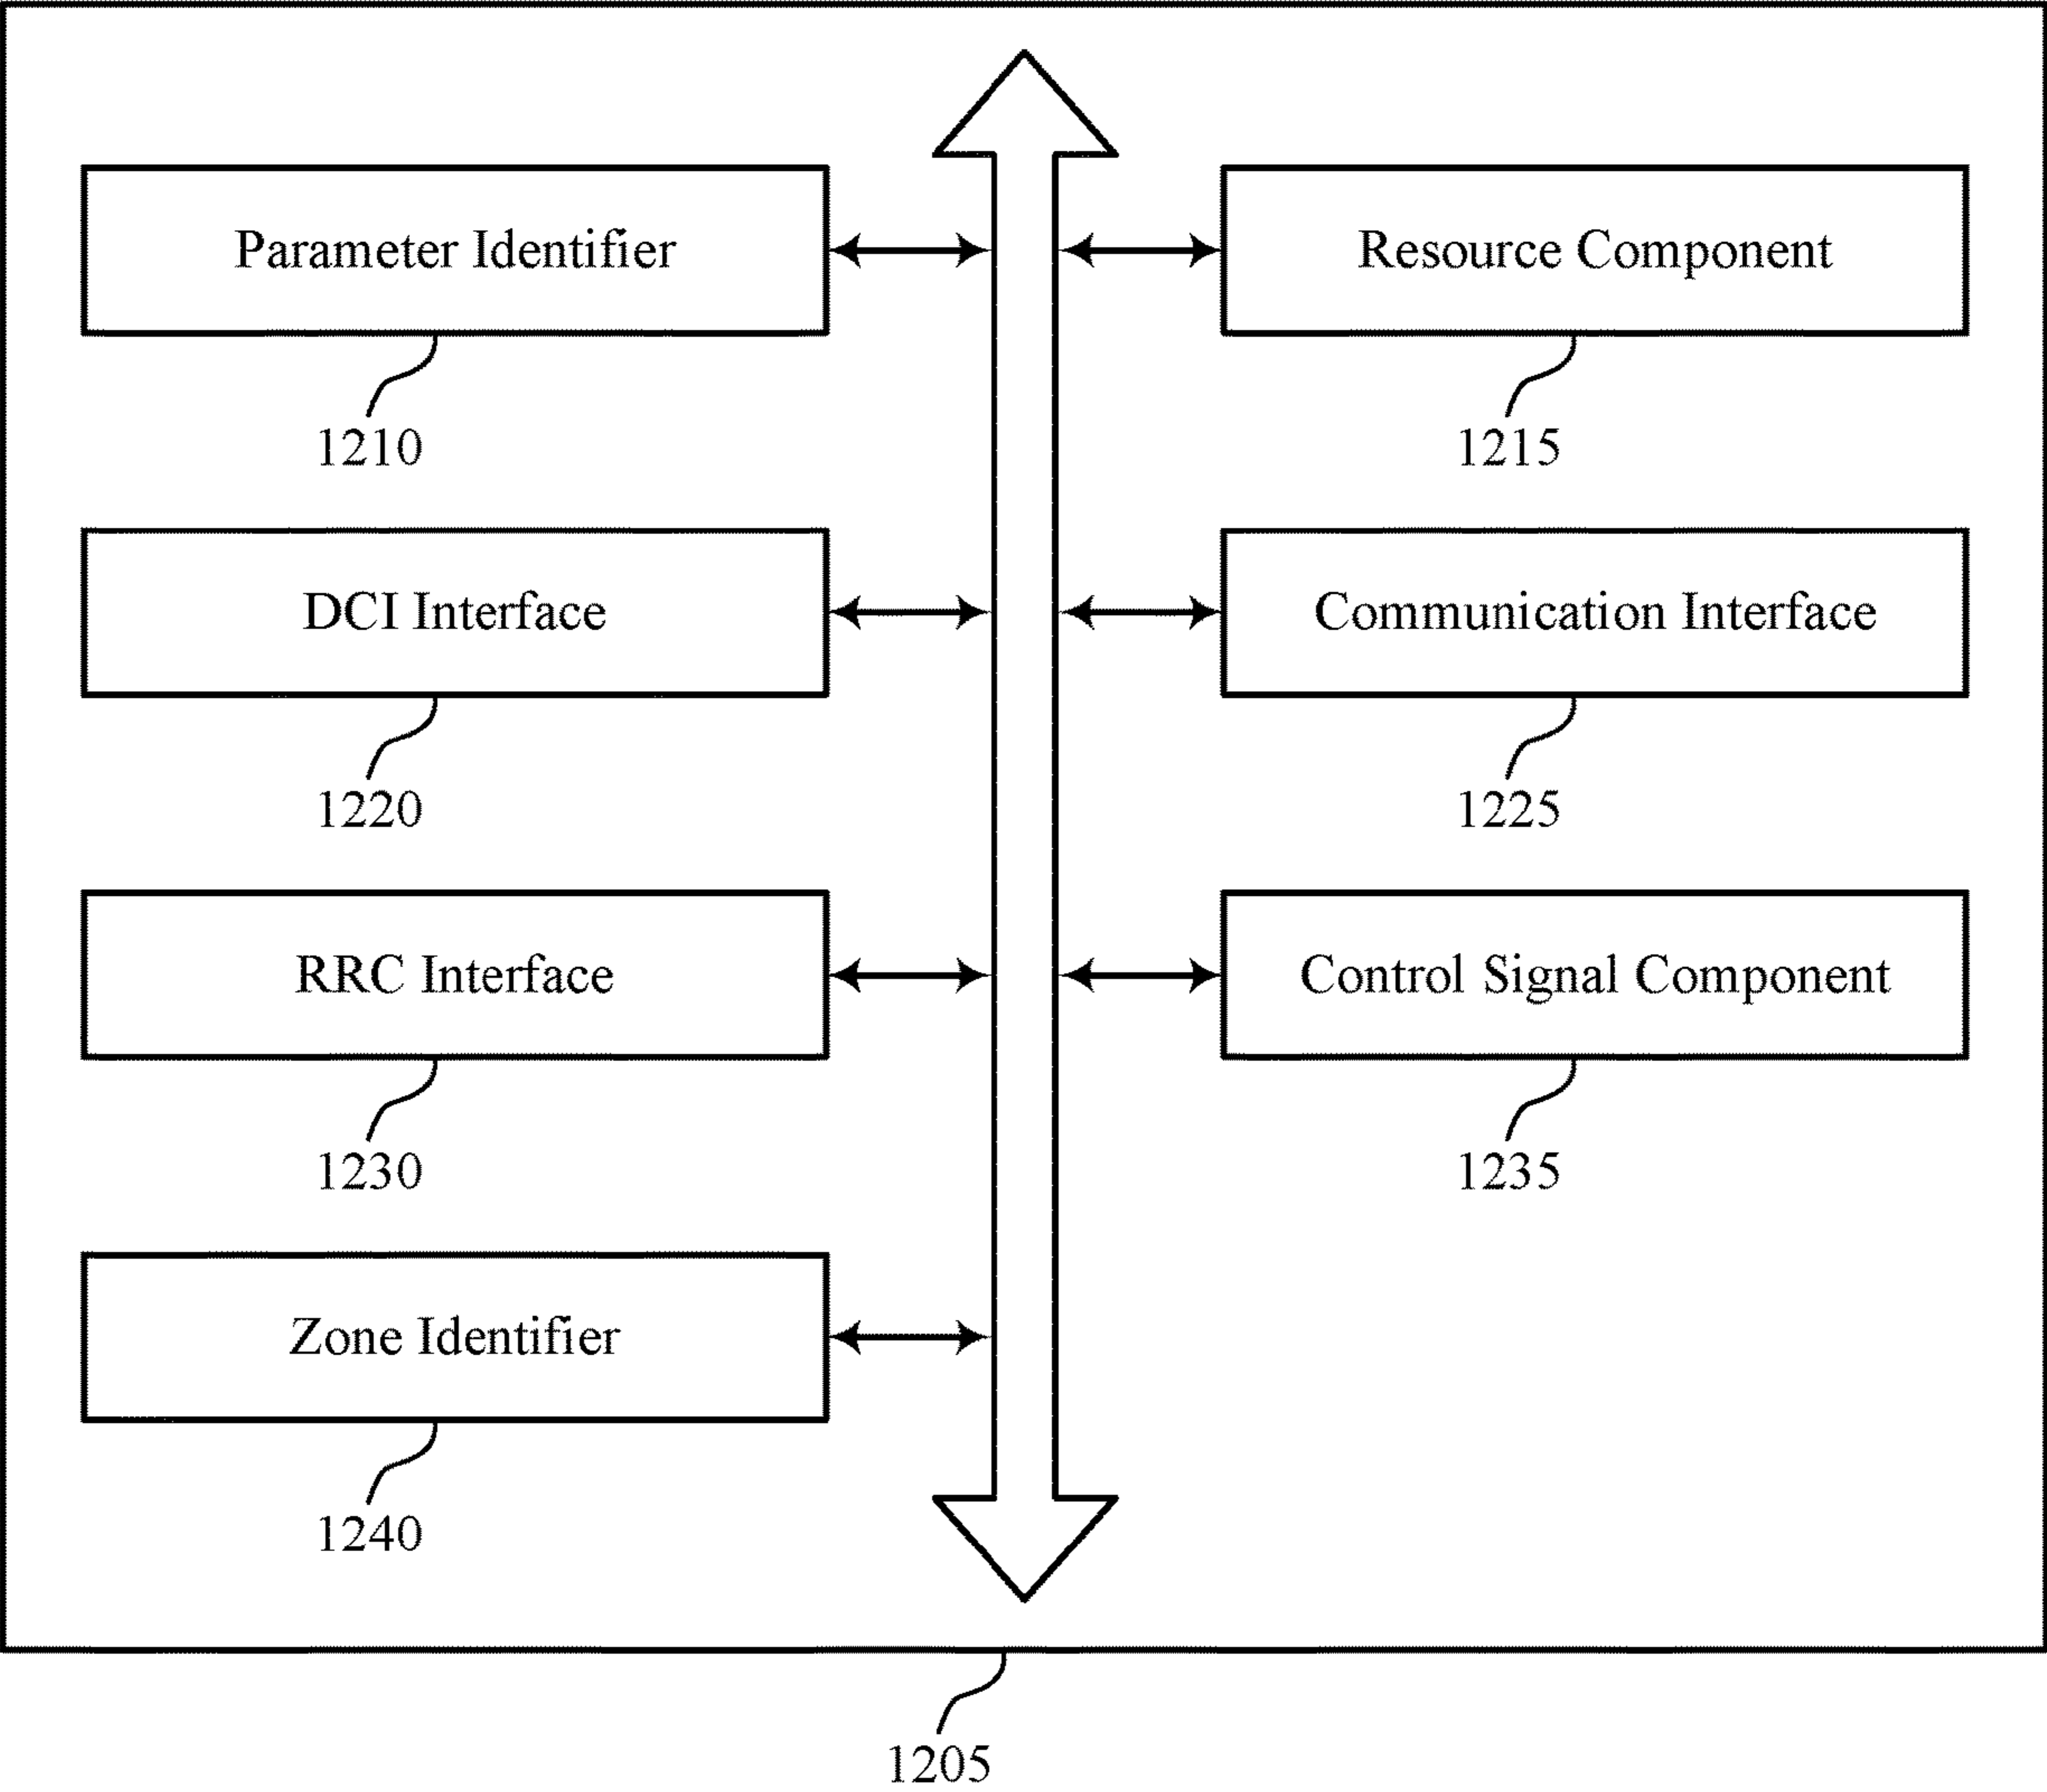 Parameter Identifier
Resource Component
1210
1215
DCI Interface
Communication Interface
1220
1225
RRC Interface
Control Signal Component
1230
1235
Zone Identifier
1240
1205